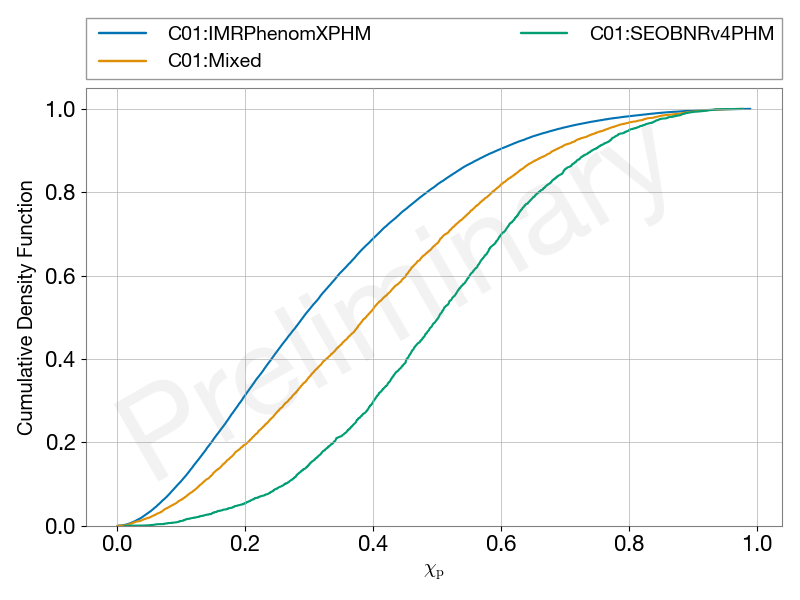 C01:IMRPhenomXPHM
C01:Mixed
C01:SEOBNRv4PHM
Preliminary
Cumulative Density Function
1.0
0.8
0.6
0.4
0.2
0.0
0.0 0.2 0.4 0.6 0.8 1.0
χp